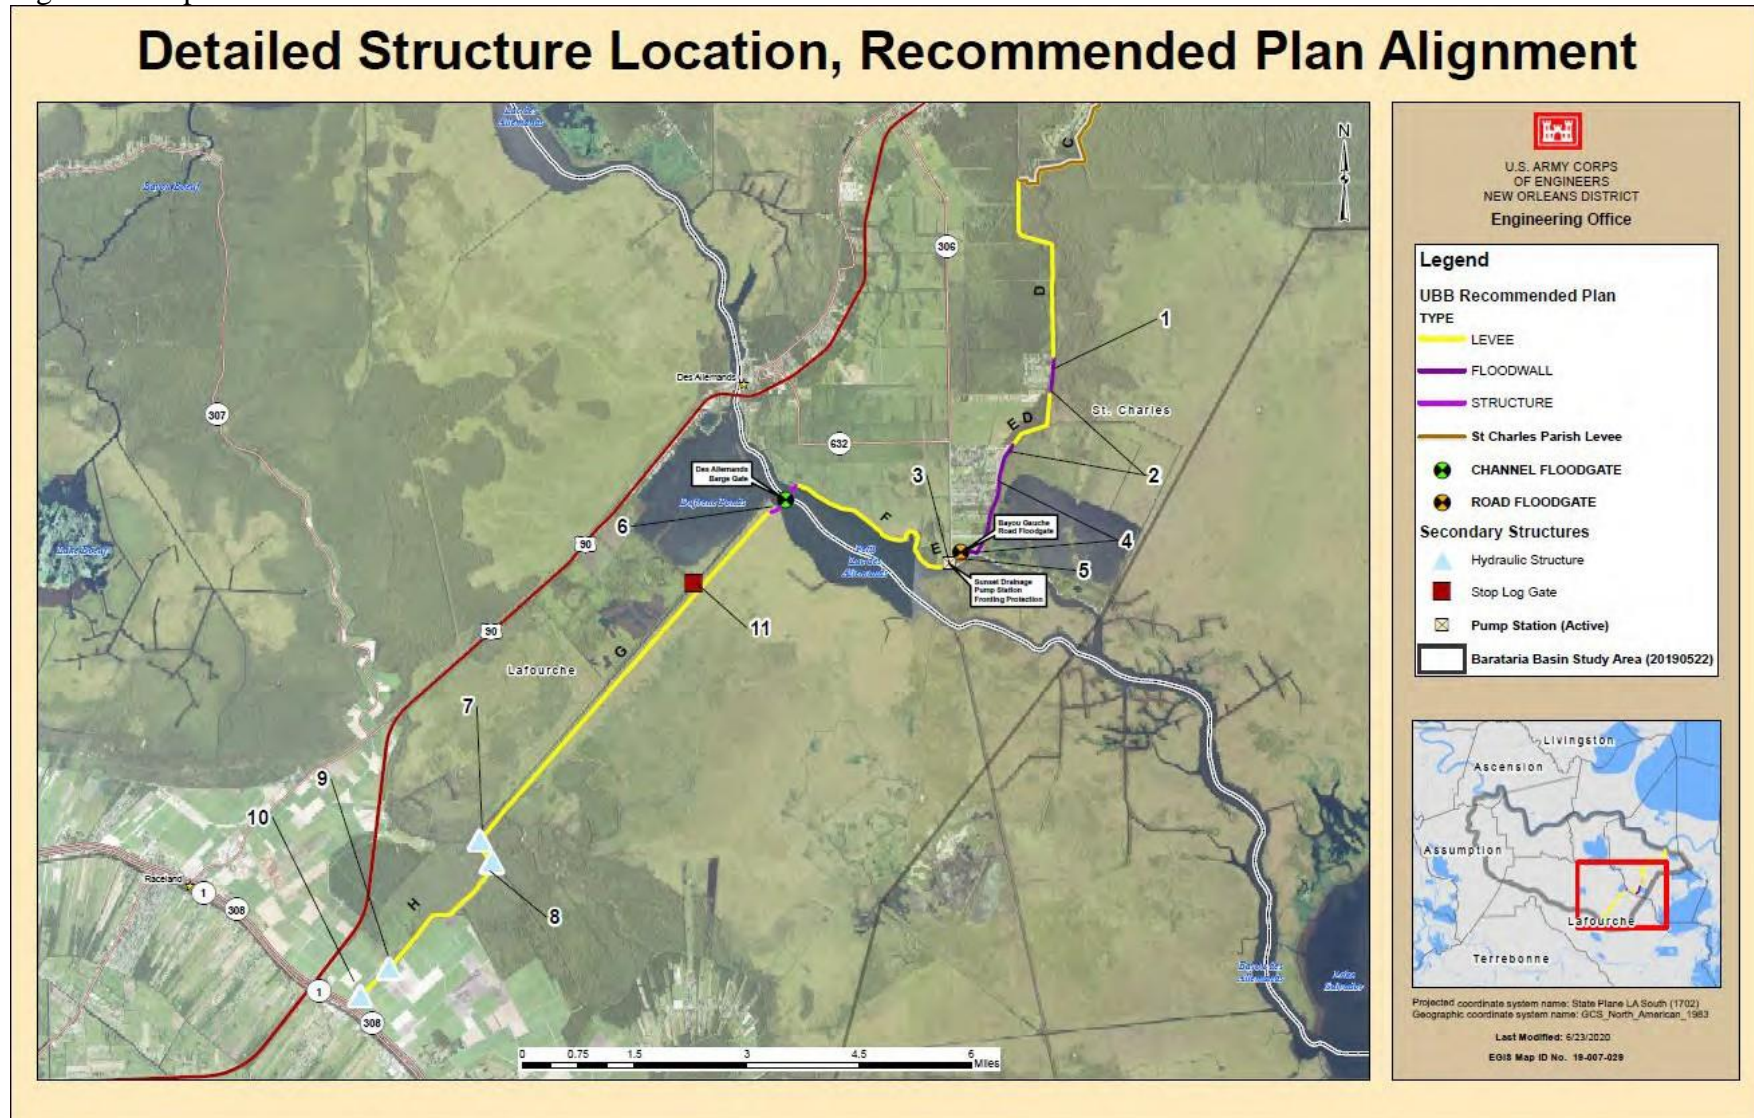 Detailed Structure Location, Recommended Plan Alignment
N
C
306
D
1
Des Allemands
St. Charles
307
E D
632
2
3
Des Allemands
Barge Gate
Dufrene Ponds
F
Bayou Gauche
Road Floodgate
6
4
90
E
5
Sunset Drainage
Pump Station
Fronting Protection
11
90
G
Lafourche
7
9
10
Raceland
1
308
H
8
1
308
0 0.75 1.5 3 4.5 6
Miles
U.S. ARMY CORPS
OF ENGINEERS
NEW ORLEANS DISTRICT
Engineering Office
Legend
UBB Recommended Plan
TYPE
LEVEE
FLOODWALL
STRUCTURE
St Charles Parish Levee
CHANNEL FLOODGATE
ROAD FLOODGATE
Secondary Structures
Hydraulic Structure
Stop Log Gate
Pump Station (Active)
Barataria Basin Study Area (20190522)
Livingston
Ascension
Assumption
Lafourche
Terrebonne
Projected coordinate system name: State Plane LA South (1702)
Geographic coordinate system name: GCS_North_American_1983
Last Modified: 6/23/2020
EGIS Map ID No. 19-007-029